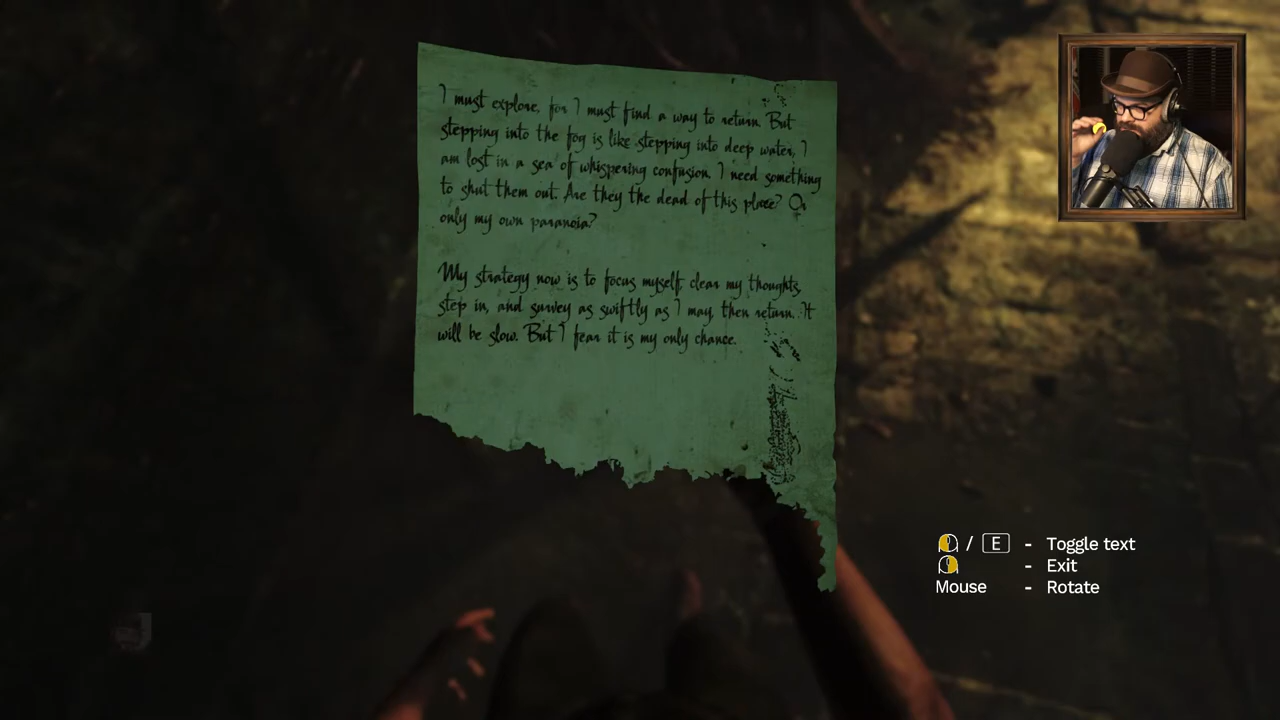 I must explore, for I must find a way to return. But
stepping into the fog is like stepping into deep water, I
am lost in a sea of whispering confusion. I need something
to shut them out. Are they the dead of this place? Or
only my own paranoia?
My strategy now is to focus myself, clear my thoughts,
step in, and survey as swiftly as I may, then return. It
will be slow. But I fear it is my only chance.
/ E - Toggle text
- Exit
Mouse - Rotate